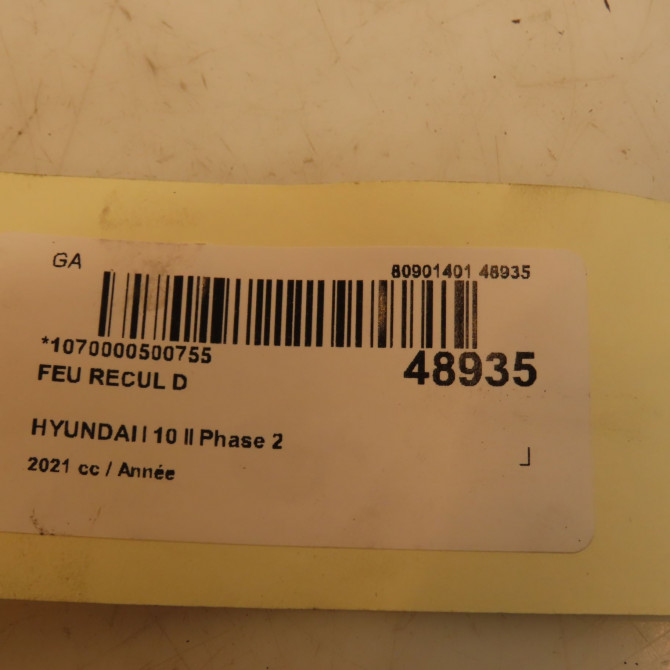 GA 80901401 48935
*1070000500755 48935
FEU RECUL D
HYUNDAI I 10 II Phase 2
2021 cc / Année